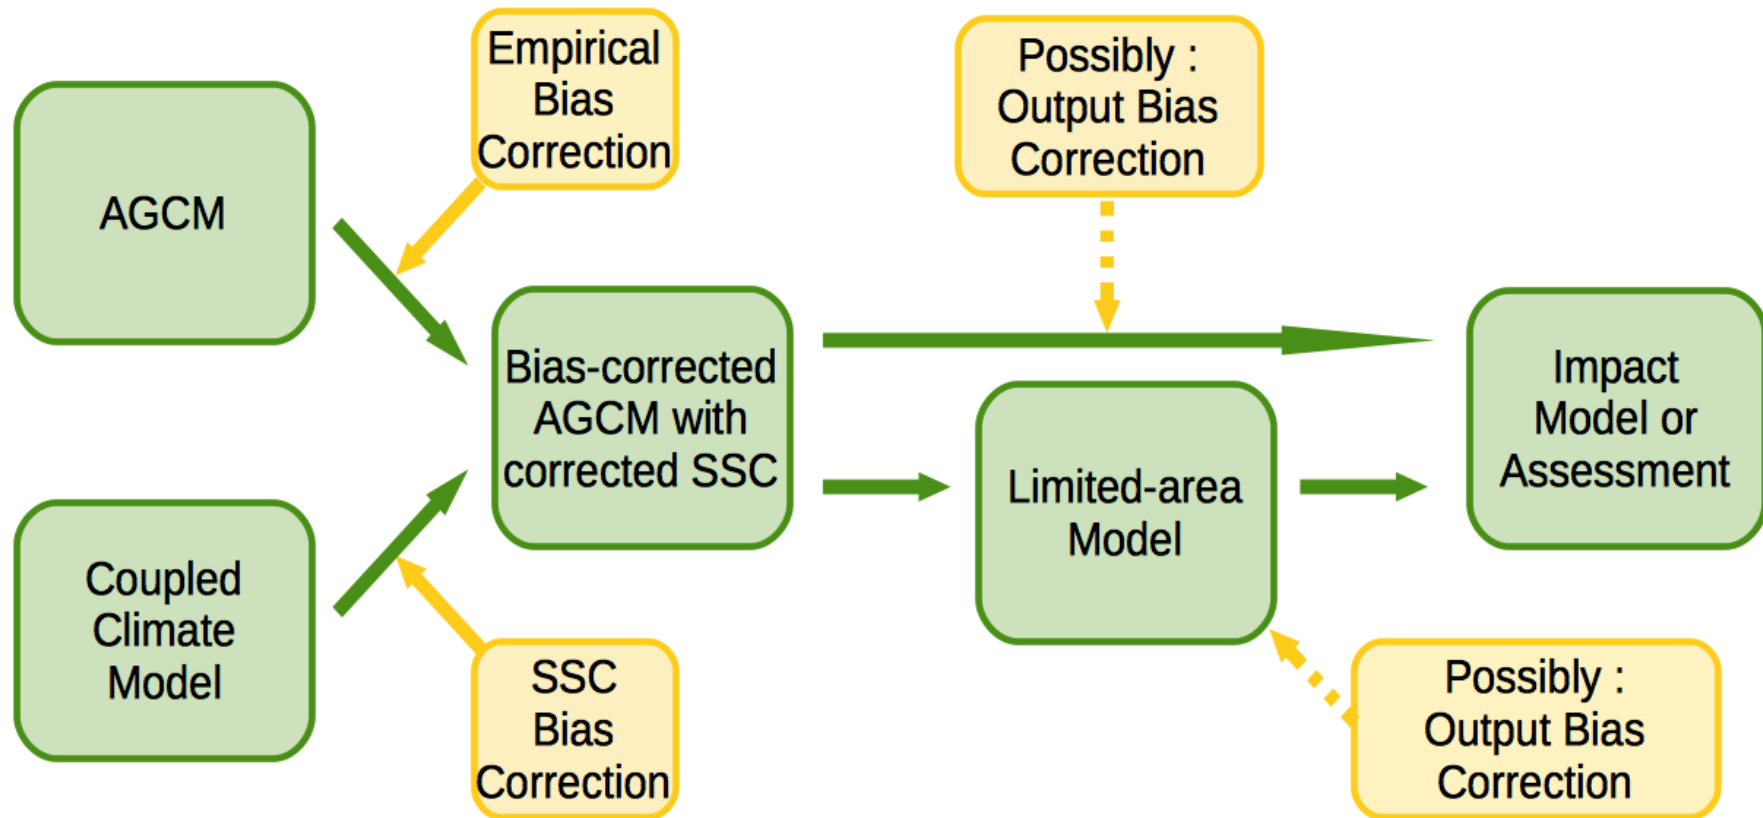 Empirical
Bias
Correction
Possibly :
Output Bias
Correction
AGCM
Bias-corrected
AGCM with
corrected SSC
Impact
Model or
Assessment
Limited-area
Model
Coupled
Climate
Model
SSC
Bias
Correction
Possibly :
Output Bias
Correction